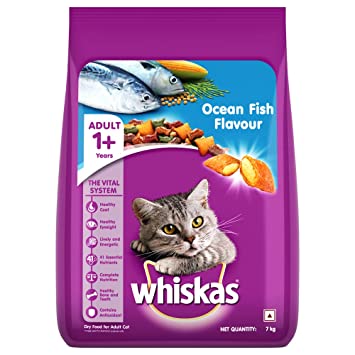 Ocean Fish
Flavour
ADULT
1+
Years
THE VITAL
SYSTEM
Healthy
Coat
Healthy
Eyesight
Lively and
Energetic
41 Essential
Nutrients
Complete
Nutrition
Healthy
Bone and
Teeth
Contains
Antioxidant
whiskas
Dry Food for Adult Cat
NET QUANTITY: 7 kg